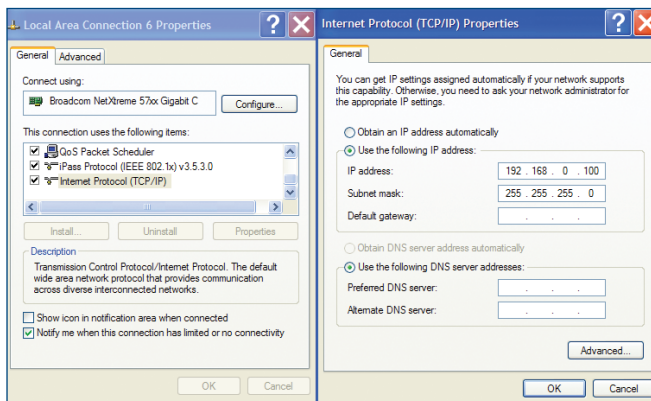 Local Area Connection 6 Properties
General
Advanced
Connect using:
Broadcom NetXtreme 57xx Gigabit C
Configure...
This connection uses the following items:
QoS Packet Scheduler
iPass Protocol (IEEE 802.1x) v3.5.3.0
Internet Protocol (TCP/IP)
Install...
Uninstall
Properties
Description
Transmission Control Protocol/Internet Protocol. The default
wide area network protocol that provides communication
across diverse interconnected networks.
Show icon in notification area when connected
Notify me when this connection has limited or no connectivity
OK
Cancel
Internet Protocol (TCP/IP) Properties
General
You can get IP settings assigned automatically if your network supports
this capability. Otherwise, you need to ask your network administrator for
the appropriate IP settings.
Obtain an IP address automatically
Use the following IP address:
IP address:
192 . 168 . 0 . 100
Subnet mask:
255 . 255 . 255 . 0
Default gateway:
. . .
Obtain DNS server address automatically
Use the following DNS server addresses:
Preferred DNS server:
. . .
Alternate DNS server:
. . .
Advanced...
OK
Cancel